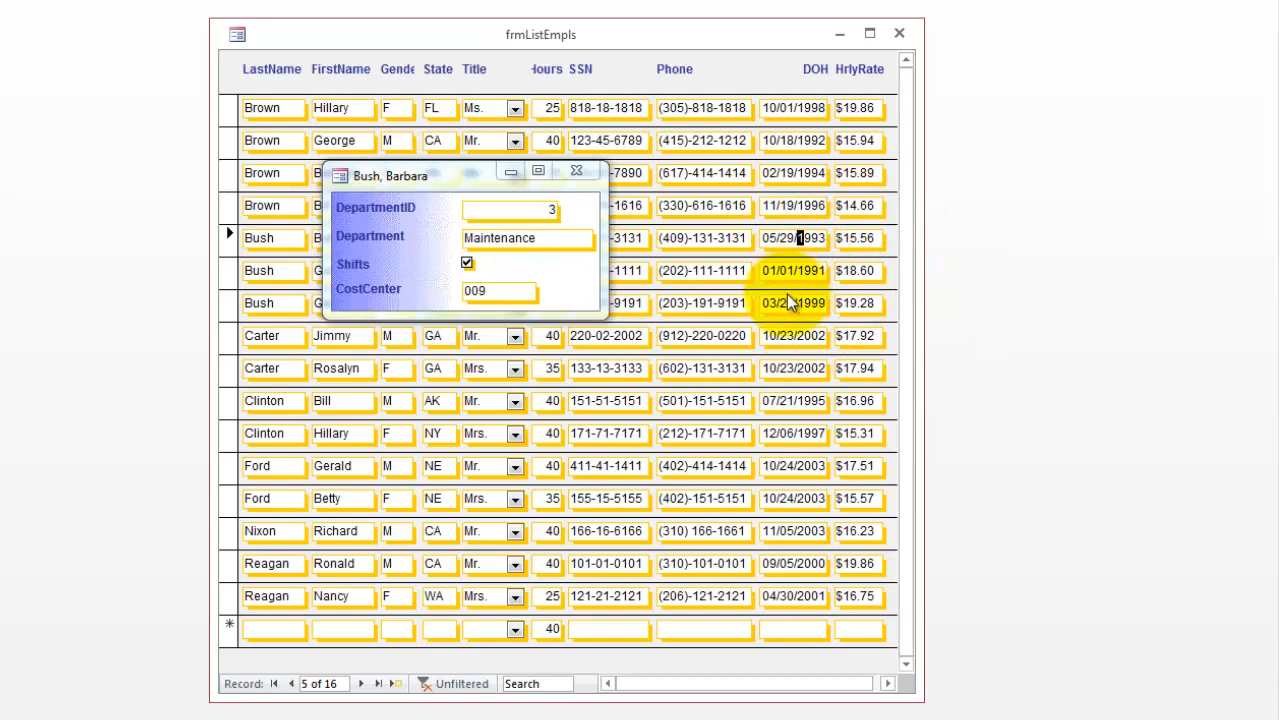 frmListEmpls
LastName FirstName Gende State Title Hours SSN Phone DOH HrlyRate
Brown Hillary F FL Ms. 25 818-18-1818 (305)-818-1818 10/01/1998 $19.86
Brown George M CA Mr. 40 123-45-6789 (415)-212-1212 10/18/1992 $15.94
Brown B -7890 (617)-414-1414 02/19/1994 $15.89
Brown B -1616 (330)-616-1616 11/19/1996 $14.66
Bush B -3131 (409)-131-3131 05/29/1993 $15.56
Bush G -1111 (202)-111-1111 01/01/1991 $18.60
Bush G -9191 (203)-191-9191 03/2 1999 $19.28
Bush, Barbara
DepartmentID 3
Department Maintenance
Shifts
CostCenter 009
Carter Jimmy M GA Mr. 40 220-02-2002 (912)-220-0220 10/23/2002 $17.92
Carter Rosalyn F GA Mrs. 35 133-13-3133 (602)-131-3131 10/23/2002 $17.94
Clinton Bill M AK Mr. 40 151-51-5151 (501)-151-5151 07/21/1995 $16.96
Clinton Hillary F NY Mrs. 40 171-71-7171 (212)-171-7171 12/06/1997 $15.31
Ford Gerald M NE Mr. 40 411-41-1411 (402)-414-1414 10/24/2003 $17.51
Ford Betty F NE Mrs. 35 155-15-5155 (402)-151-5151 10/24/2003 $15.57
Nixon Richard M CA Mr. 40 166-16-6166 (310) 166-1661 11/05/2003 $16.23
Reagan Ronald M CA Mr. 40 101-01-0101 (310)-101-0101 09/05/2000 $19.86
Reagan Nancy F WA Mrs. 25 121-21-2121 (206)-121-2121 04/30/2001 $16.75
40
Record: 5 of 16 Unfiltered Search